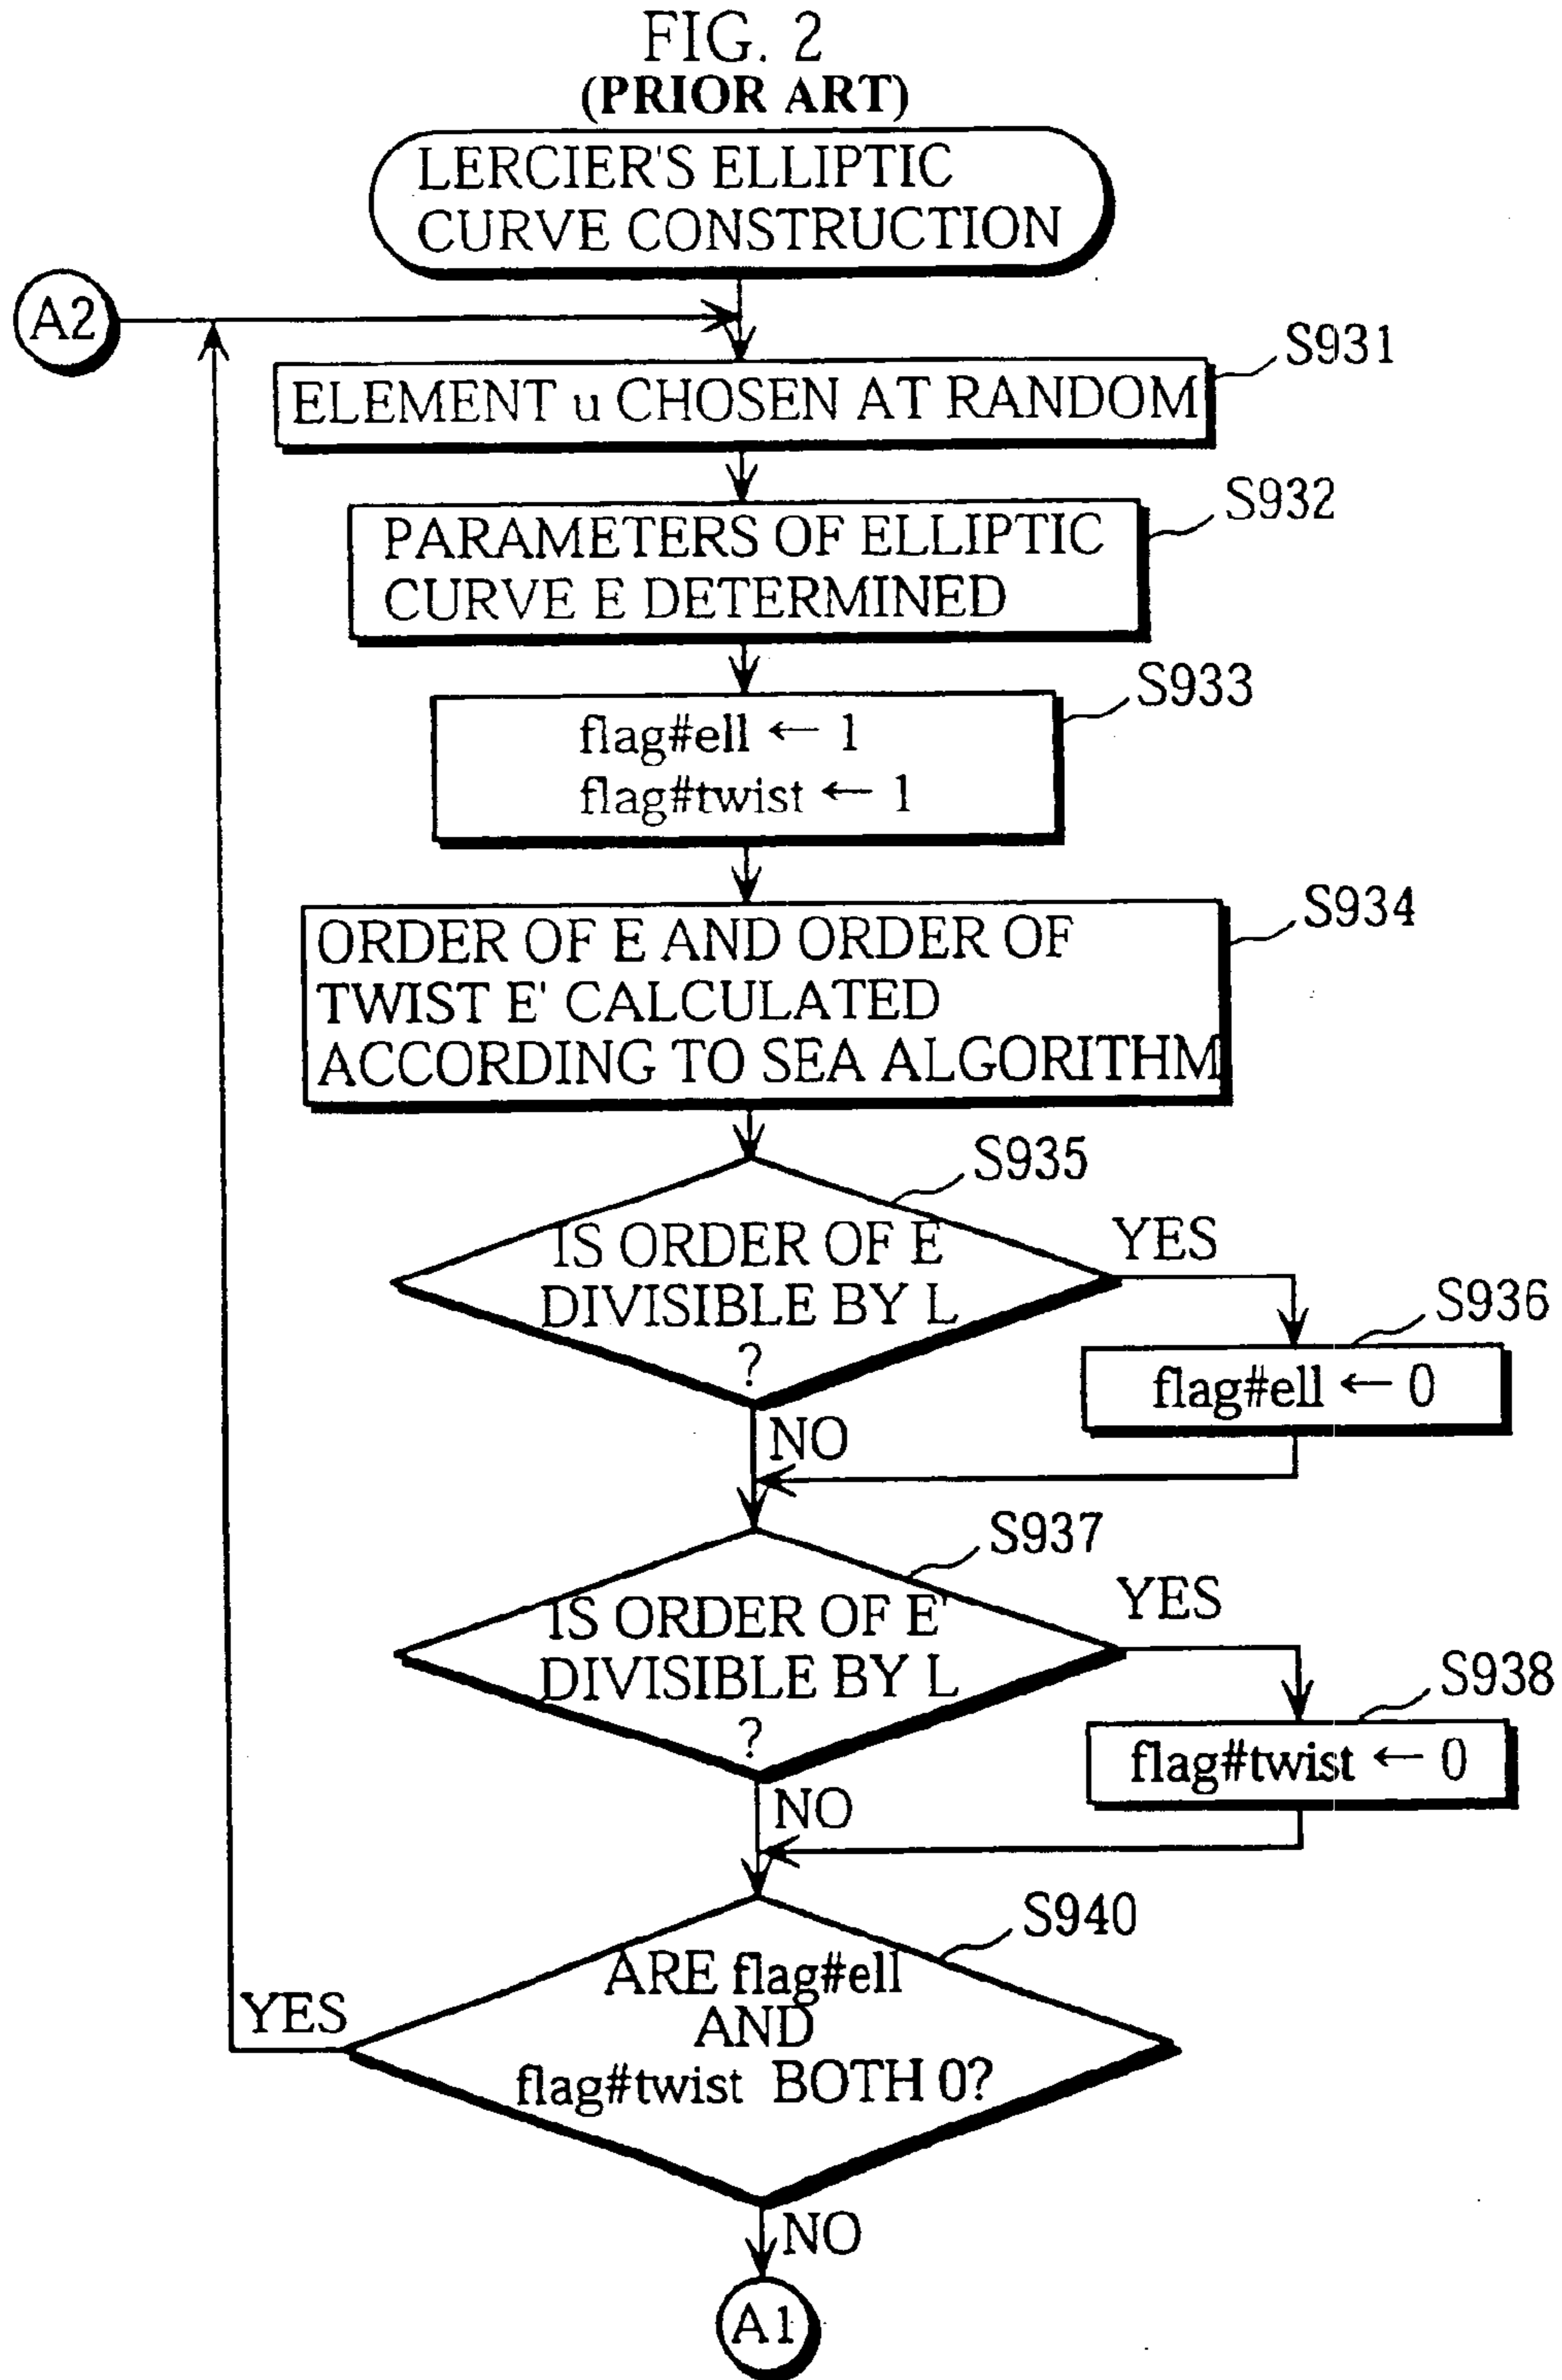 FIG. 2
(PRIOR ART)
LERCIER'S ELLIPTIC
CURVE CONSTRUCTION
A2
S931
ELEMENT u CHOSEN AT RANDOM
S932
PARAMETERS OF ELLIPTIC
CURVE E DETERMINED
S933
flag#ell ← 1
flag#twist ← 1
S934
ORDER OF E AND ORDER OF
TWIST E' CALCULATED
ACCORDING TO SEA ALGORITHM
S935
IS ORDER OF E
DIVISIBLE BY L
?
YES
S936
flag#ell ← 0
NO
S937
IS ORDER OF E'
DIVISIBLE BY L
?
YES
S938
flag#twist ← 0
NO
S940
ARE flag#ell
AND
flag#twist BOTH 0?
YES
NO
A1